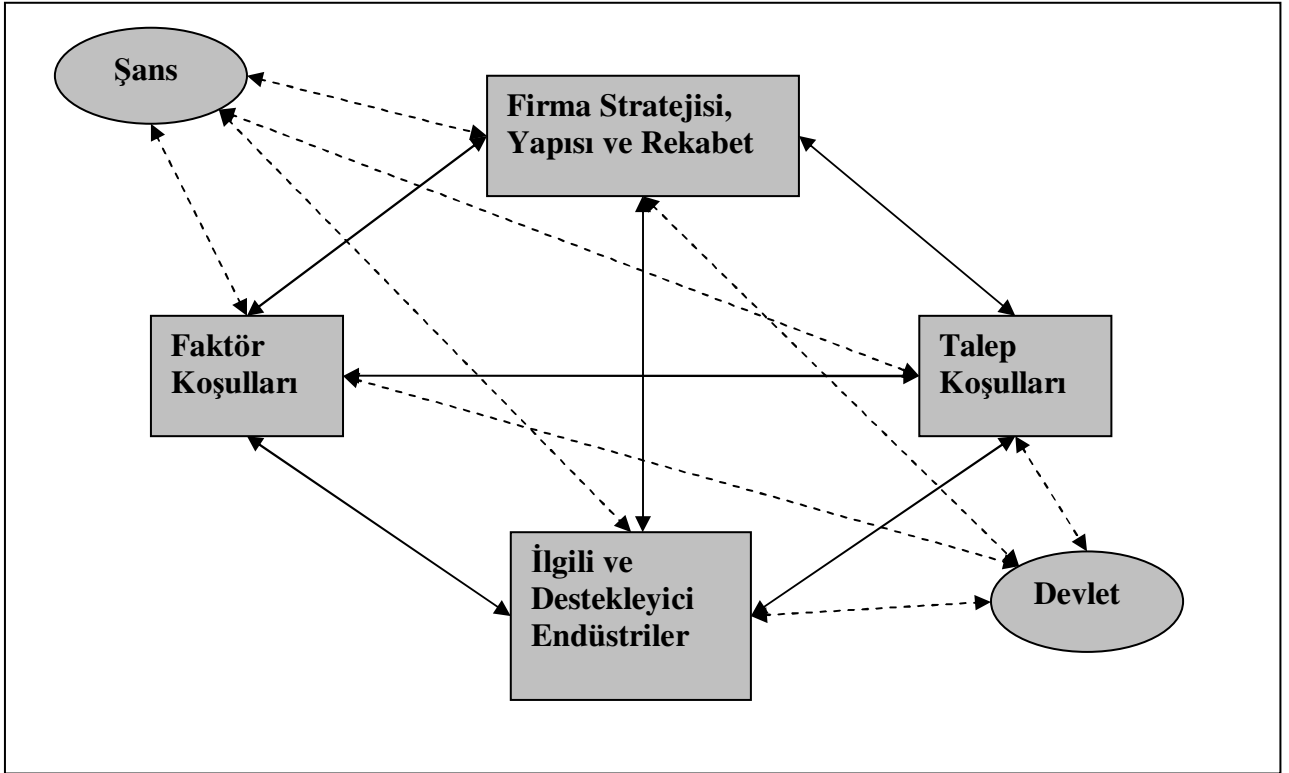 Şans
Firma Stratejisi,
Yapısı ve Rekabet
Faktör
Koşulları
Talep
Koşulları
İlgili ve
Destekleyici
Endüstriler
Devlet